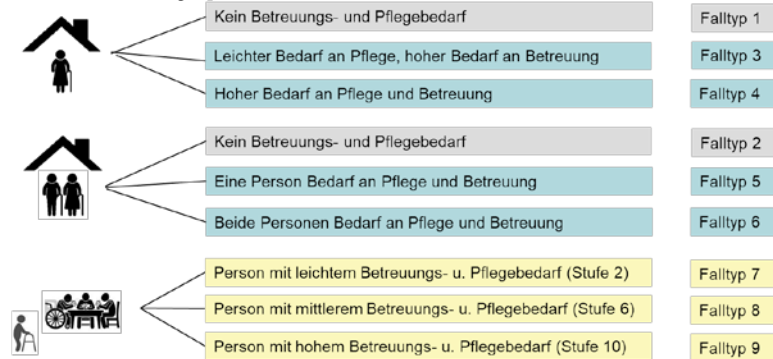 Kein Betreuungs- und Pflegebedarf Falltyp 1
Leichter Bedarf an Pflege, hoher Bedarf an Betreuung Falltyp 3
Hoher Bedarf an Pflege und Betreuung Falltyp 4
Kein Betreuungs- und Pflegebedarf Falltyp 2
Eine Person Bedarf an Pflege und Betreuung Falltyp 5
Beide Personen Bedarf an Pflege und Betreuung Falltyp 6
Person mit leichtem Betreuungs- u. Pflegebedarf (Stufe 2) Falltyp 7
Person mit mittlerem Betreuungs- u. Pflegebedarf (Stufe 6) Falltyp 8
Person mit hohem Betreuungs- u. Pflegebedarf (Stufe 10) Falltyp 9